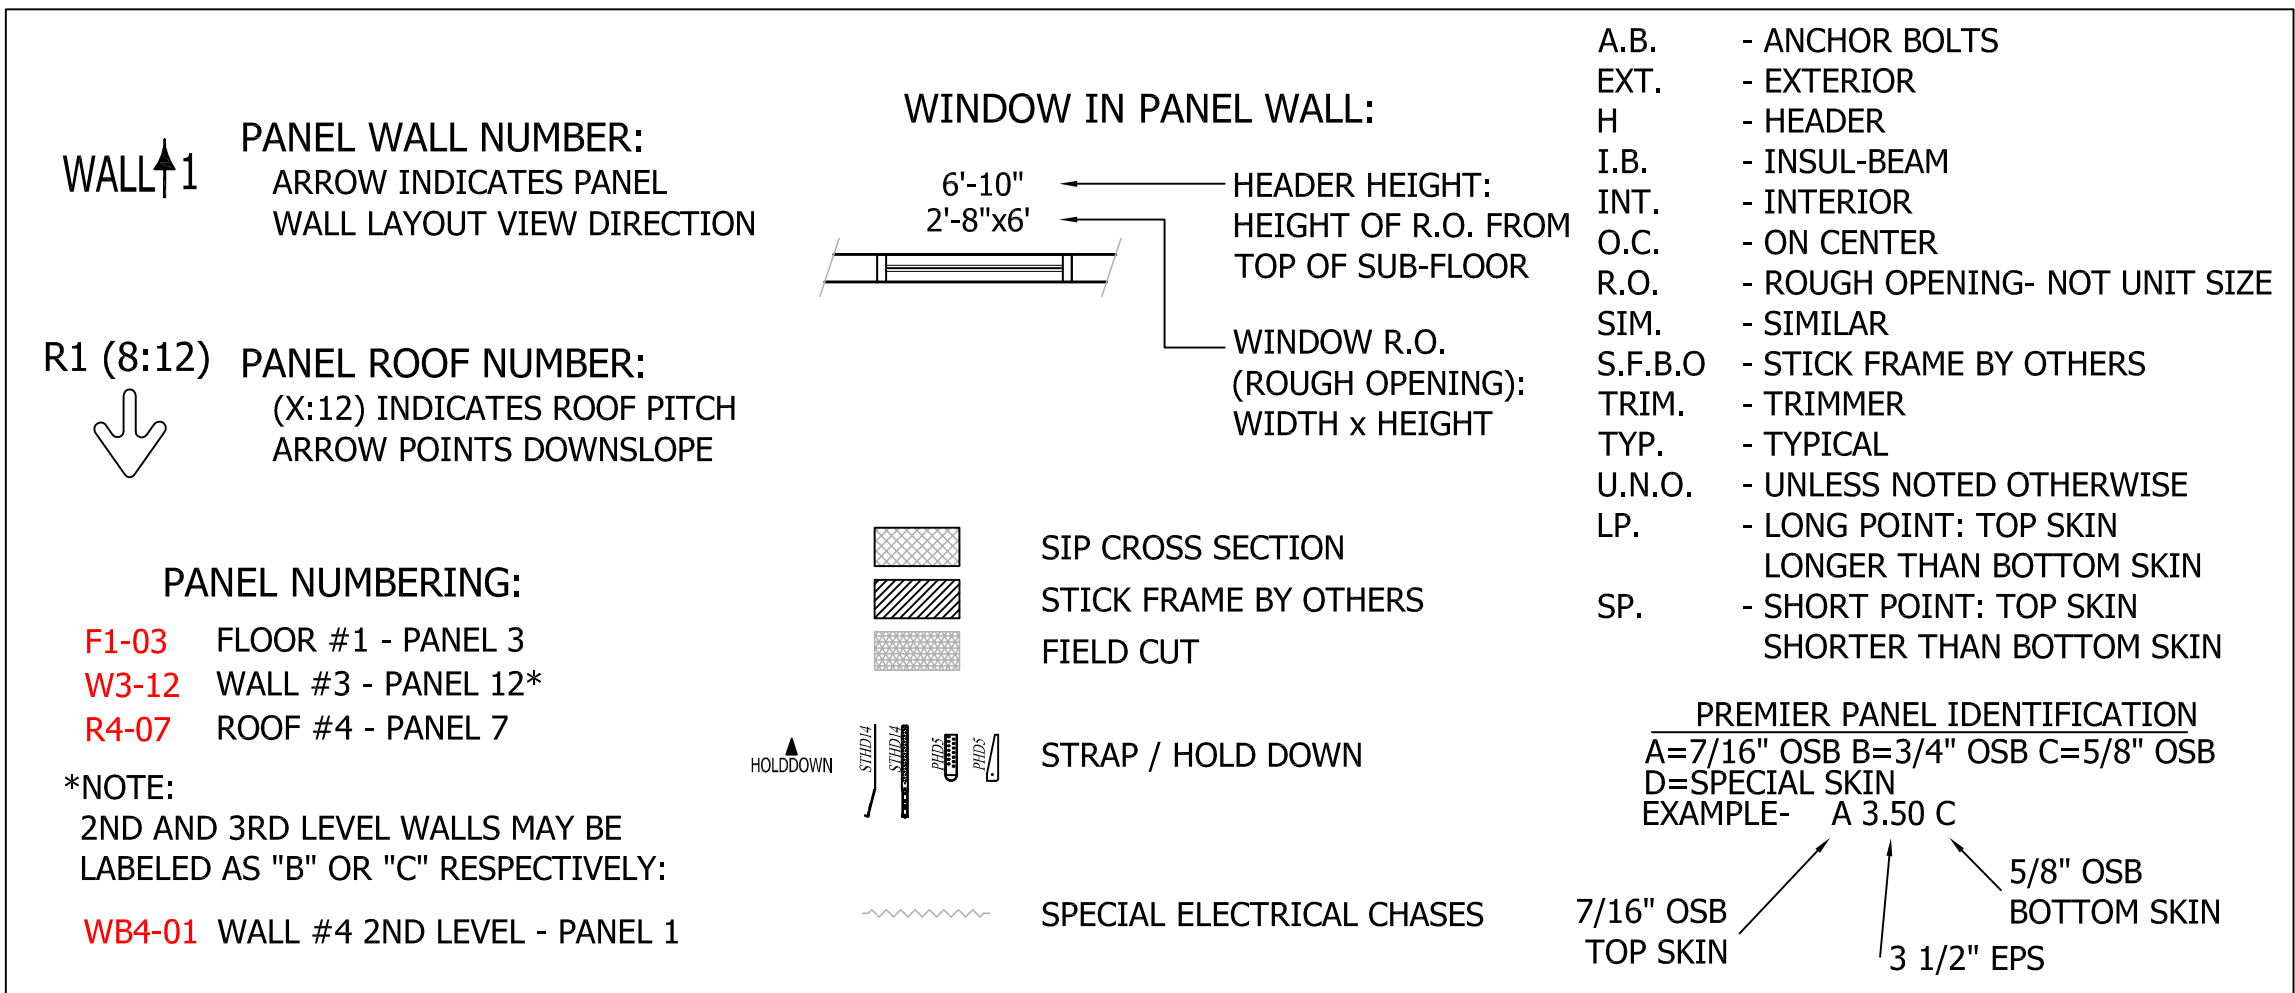 WALL 1
PANEL WALL NUMBER:
ARROW INDICATES PANEL
WALL LAYOUT VIEW DIRECTION
R1 (8:12)
PANEL ROOF NUMBER:
(X:12) INDICATES ROOF PITCH
ARROW POINTS DOWNSLOPE
PANEL NUMBERING:
F1-03 FLOOR #1 - PANEL 3
W3-12 WALL #3 - PANEL 12*
R4-07 ROOF #4 - PANEL 7
*NOTE:
2ND AND 3RD LEVEL WALLS MAY BE
LABELED AS "B" OR "C" RESPECTIVELY:
WB4-01 WALL #4 2ND LEVEL - PANEL 1
WINDOW IN PANEL WALL:
6'-10"
2'-8"x6'
HEADER HEIGHT:
HEIGHT OF R.O. FROM
TOP OF SUB-FLOOR
WINDOW R.O.
(ROUGH OPENING):
WIDTH x HEIGHT
SIP CROSS SECTION
STICK FRAME BY OTHERS
FIELD CUT
HOLDDOWN
STHD14
STHD14
PHD5
PHD5
STRAP / HOLD DOWN
SPECIAL ELECTRICAL CHASES
A.B. - ANCHOR BOLTS
EXT. - EXTERIOR
H - HEADER
I.B. - INSUL-BEAM
INT. - INTERIOR
O.C. - ON CENTER
R.O. - ROUGH OPENING- NOT UNIT SIZE
SIM. - SIMILAR
S.F.B.O - STICK FRAME BY OTHERS
TRIM. - TRIMMER
TYP. - TYPICAL
U.N.O. - UNLESS NOTED OTHERWISE
LP. - LONG POINT: TOP SKIN
LONGER THAN BOTTOM SKIN
SP. - SHORT POINT: TOP SKIN
SHORTER THAN BOTTOM SKIN
PREMIER PANEL IDENTIFICATION
A=7/16" OSB B=3/4" OSB C=5/8" OSB
D=SPECIAL SKIN
EXAMPLE- A 3.50 C
7/16" OSB
TOP SKIN
3 1/2" EPS
5/8" OSB
BOTTOM SKIN